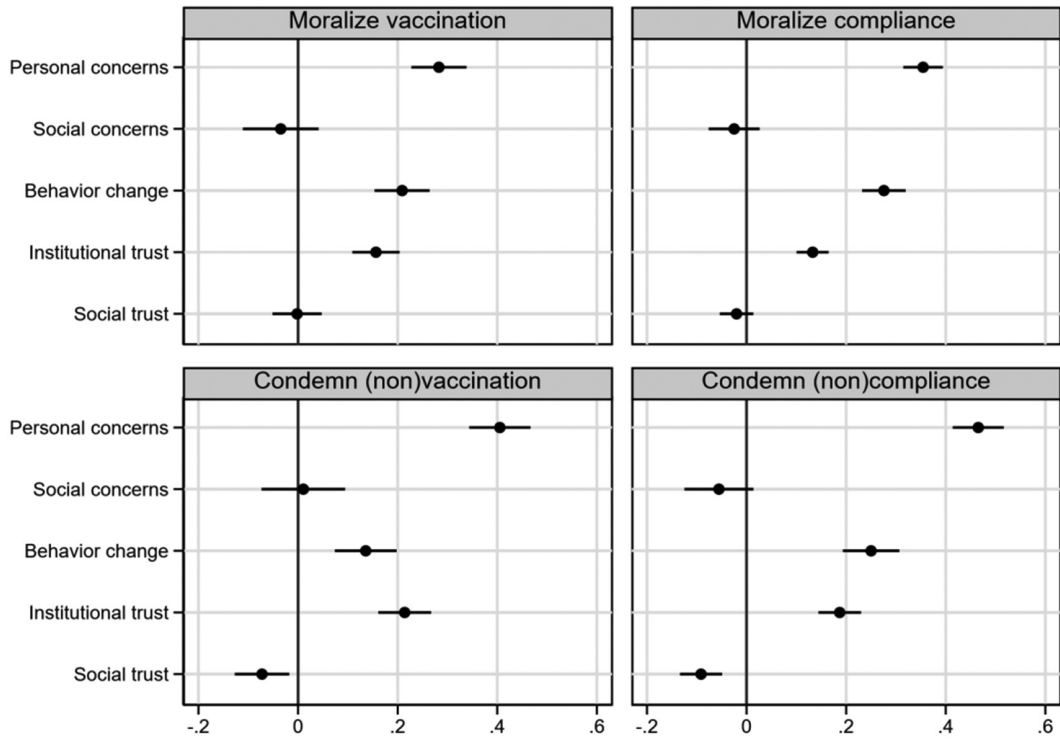 Moralize vaccination
Moralize compliance
Personal concerns
Social concerns
Behavior change
Institutional trust
Social trust
Condemn (non)vaccination
Condemn (non)compliance
Personal concerns
Social concerns
Behavior change
Institutional trust
Social trust
-.2 0 .2 .4 .6
-.2 0 .2 .4 .6